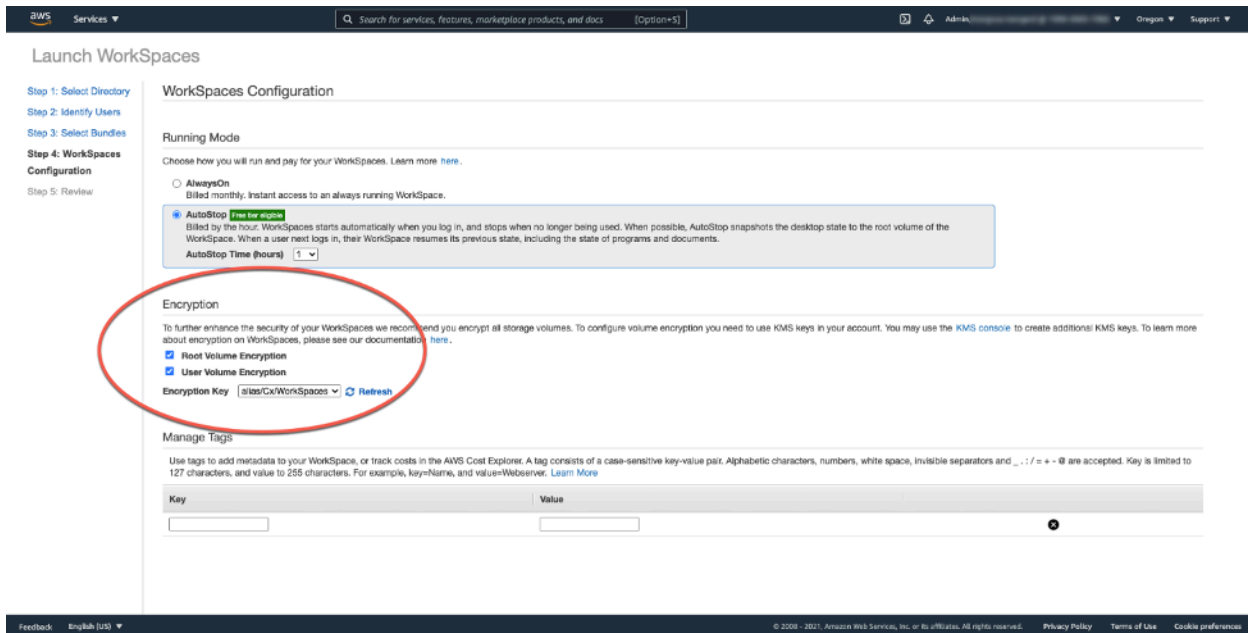 aws Services ▼ Search for services, features, marketplace products, and docs [Option+S] Admin/ ▼ Oregon ▼ Support ▼
Launch WorkSpaces
Step 1: Select Directory
Step 2: Identify Users
Step 3: Select Bundles
Step 4: WorkSpaces
Configuration
Step 5: Review
WorkSpaces Configuration
Running Mode
Choose how you will run and pay for your WorkSpaces. Learn more here.
AlwaysOn
Billed monthly. Instant access to an always running WorkSpace.
AutoStop Free tier eligible
Billed by the hour. WorkSpaces starts automatically when you log in, and stops when no longer being used. When possible, AutoStop snapshots the desktop state to the root volume of the
WorkSpace. When a user next logs in, their WorkSpace resumes its previous state, including the state of programs and documents.
AutoStop Time (hours) 1
Encryption
To further enhance the security of your WorkSpaces we recommend you encrypt all storage volumes. To configure volume encryption you need to use KMS keys in your account. You may use the KMS console to create additional KMS keys. To learn more
about encryption on WorkSpaces, please see our documentation here.
Root Volume Encryption
User Volume Encryption
Encryption Key alias/Cx/WorkSpaces Refresh
Manage Tags
Use tags to add metadata to your WorkSpace, or track costs in the AWS Cost Explorer. A tag consists of a case-sensitive key-value pair. Alphabetic characters, numbers, white space, invisible separators and _ . : / = + - @ are accepted. Key is limited to
127 characters, and value to 255 characters. For example, key=Name, and value=Webserver. Learn More
Key Value
Feedback English (US) ▼ © 2008 - 2021, Amazon Web Services, Inc. or its affiliates. All rights reserved. Privacy Policy Terms of Use Cookie preferences